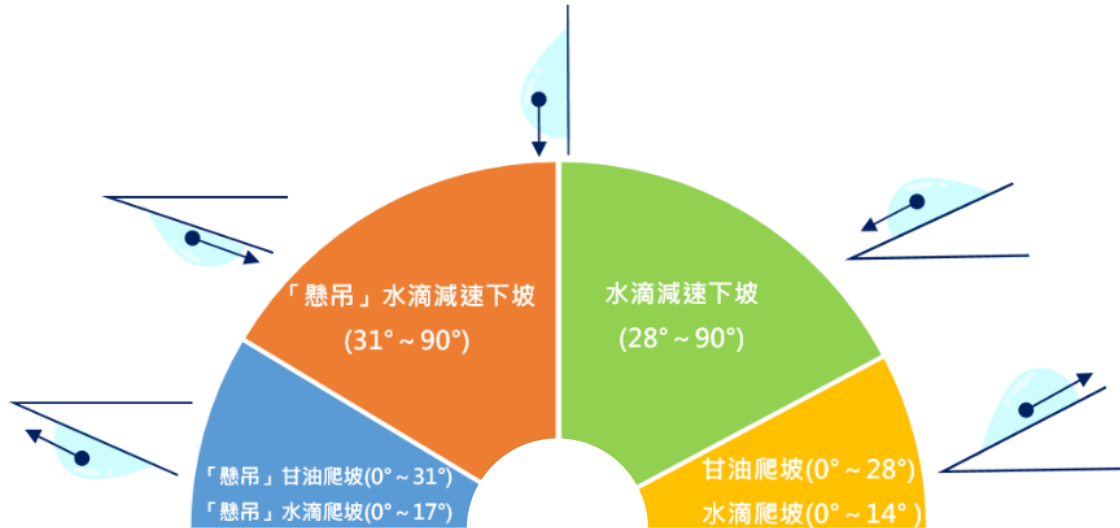 「懸吊」水滴減速下坡
(31°~90°)
水滴減速下坡
(28°~90°)
「懸吊」甘油爬坡(0°~31°)
「懸吊」水滴爬坡(0°~17°)
甘油爬坡(0°~28°)
水滴爬坡(0°~14° )